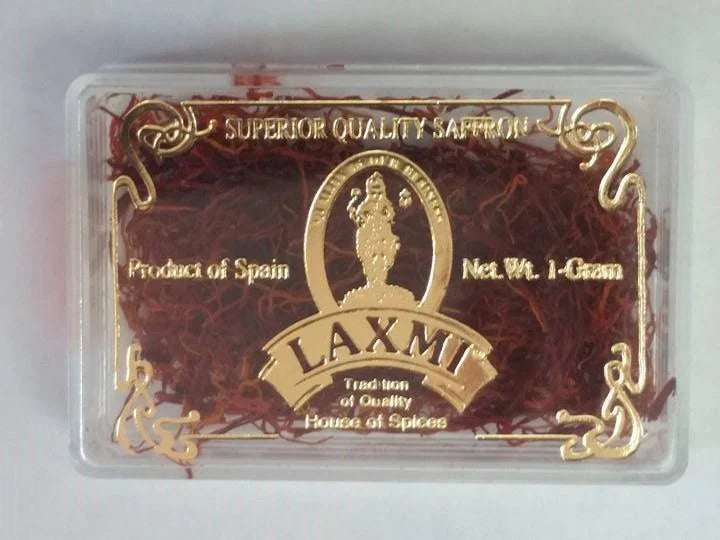 SUPERIOR QUALITY SAFFRON
Product of Spain
Net. Wt. 1-Gram
LAXMI
Tradition
of Quality
House of Spices